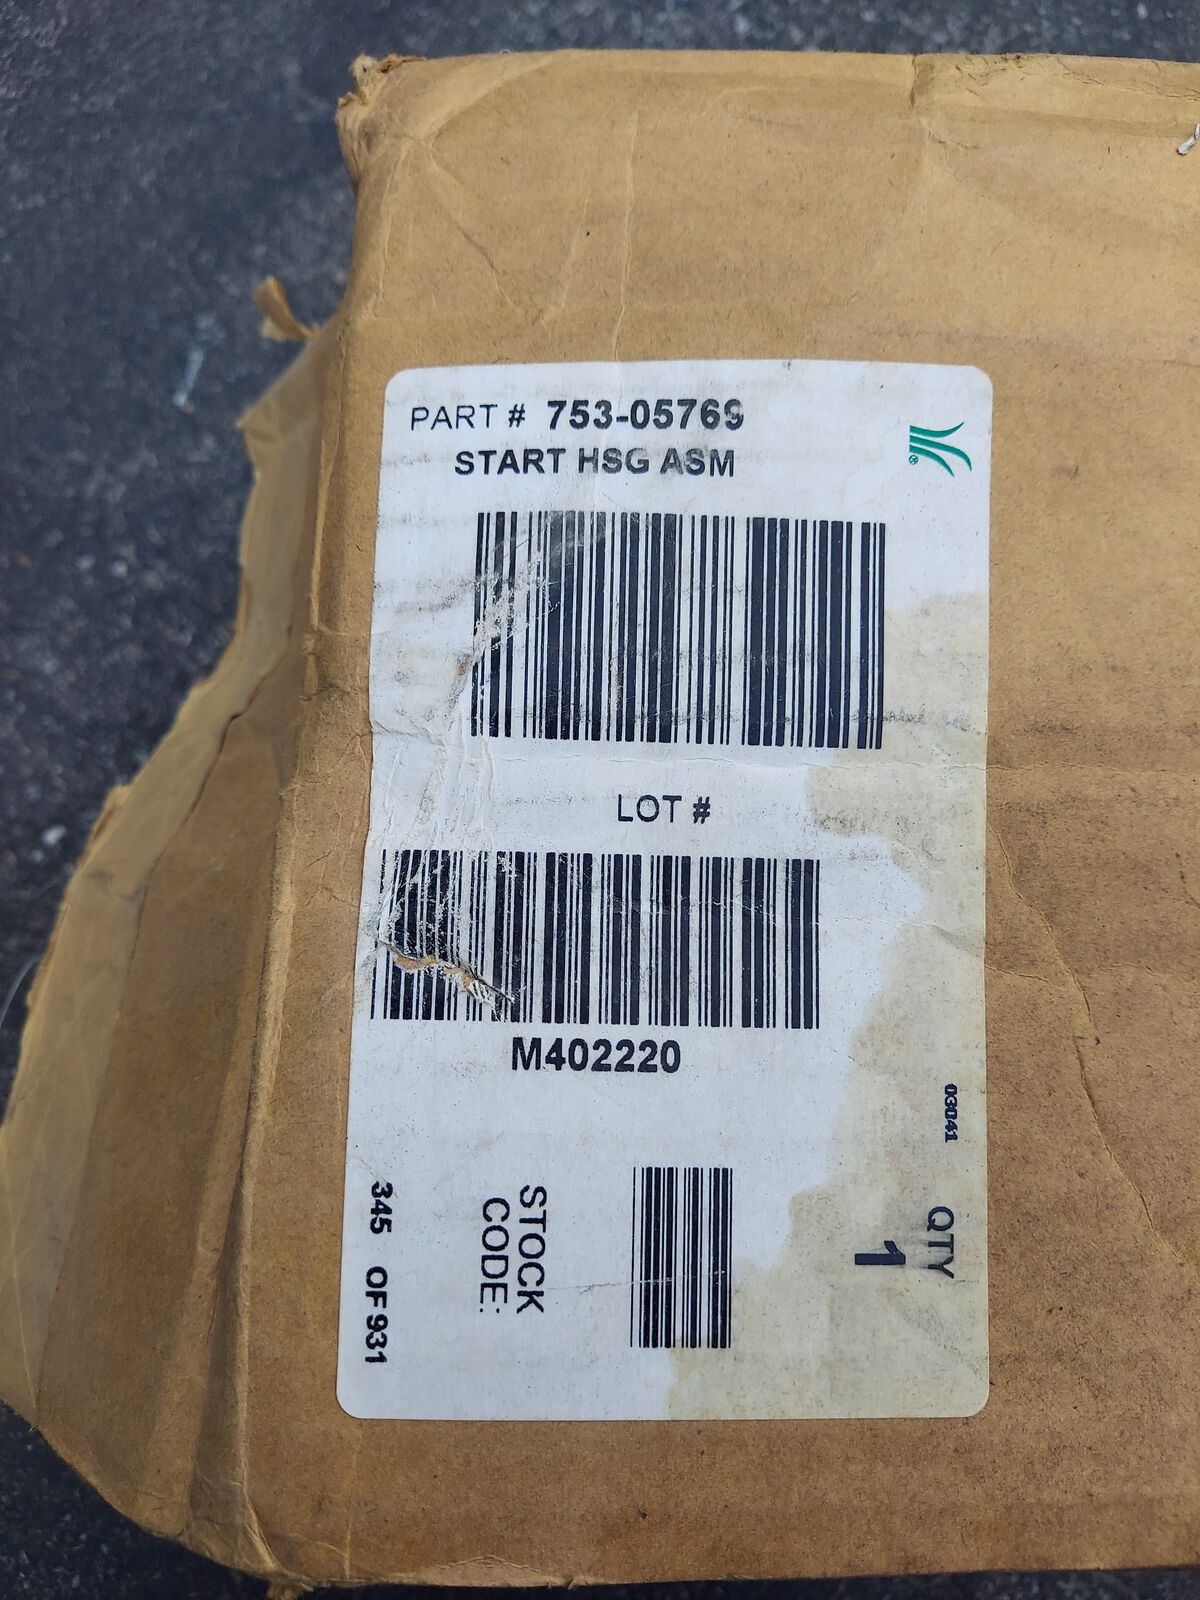 PART # 753-05769
START HSG ASM
LOT #
M402220
03041
QTY
1
STOCK
CODE:
345 OF 931